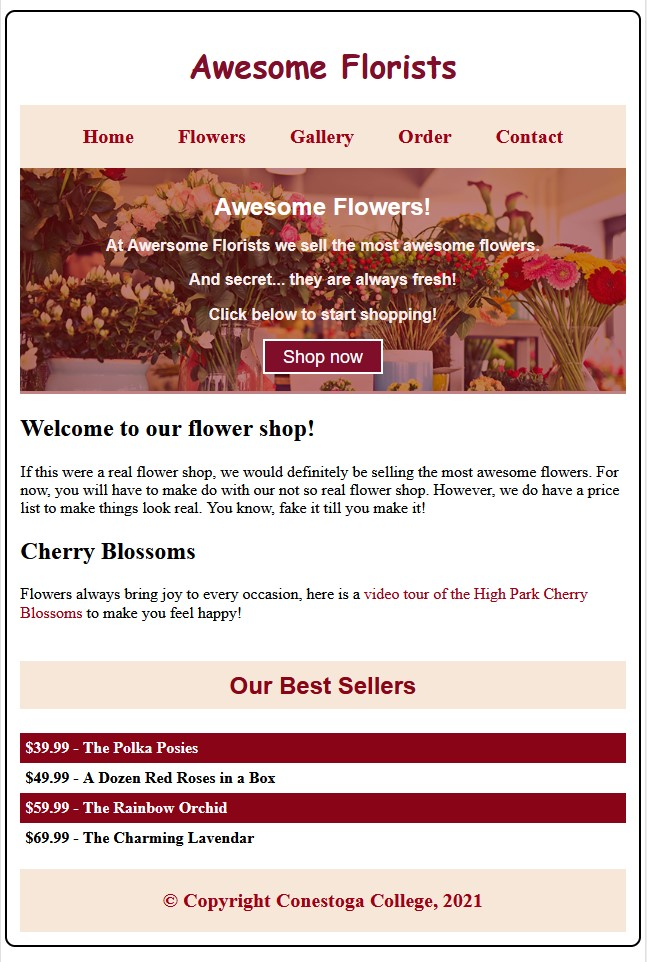 Awesome Florists
Home Flowers Gallery Order Contact
Awesome Flowers!
At Awersome Florists we sell the most awesome flowers.
And secret... they are always fresh!
Click below to start shopping!
Shop now
Welcome to our flower shop!
If this were a real flower shop, we would definitely be selling the most awesome flowers. For
now, you will have to make do with our not so real flower shop. However, we do have a price
list to make things look real. You know, fake it till you make it!
Cherry Blossoms
Flowers always bring joy to every occasion, here is a video tour of the High Park Cherry
Blossoms to make you feel happy!
Our Best Sellers
$39.99 - The Polka Posies
$49.99 - A Dozen Red Roses in a Box
$59.99 - The Rainbow Orchid
$69.99 - The Charming Lavendar
© Copyright Conestoga College, 2021